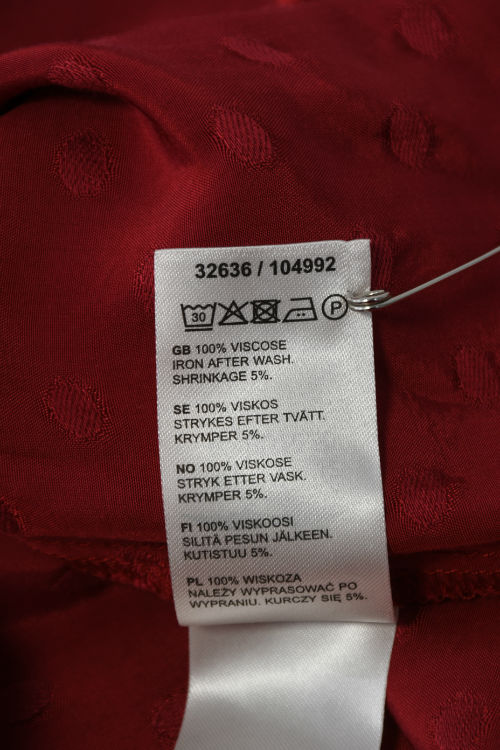 32636 / 104992
30 P
GB 100% VISCOSE
IRON AFTER WASH.
SHRINKAGE 5%.
SE 100% VISKOS
STRYKES EFTER TVÄTT.
KRYMPER 5%.
NO 100% VISKOSE
STRYK ETTER VASK.
KRYMPER 5%.
FI 100% VISKOOSI
SILITÄ PESUN JÄLKEEN.
KUTISTUU 5%.
PL 100% WISKOZA
NALEŻY WYPRASOWAĆ PO
WYPRANIU. KURCZY SIĘ 5%.